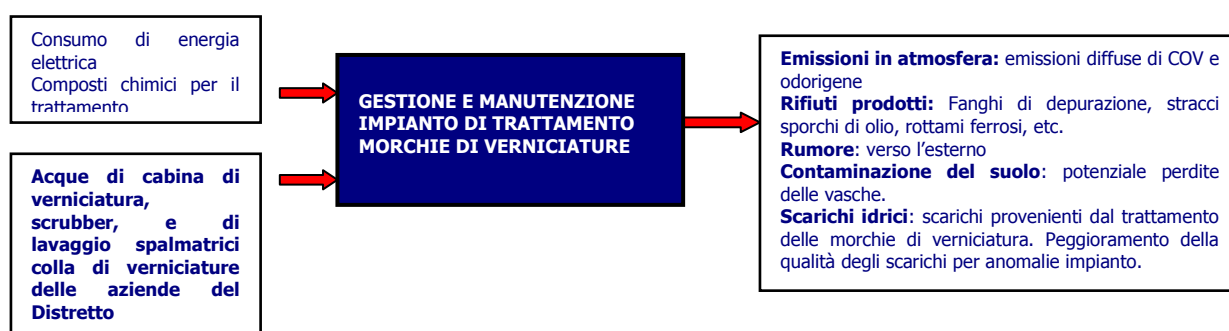 Consumo di energia
elettrica
Composti chimici per il
trattamento
Acque di cabina di
verniciatura,
scrubber, e di
lavaggio spalmatrici
colla di verniciature
delle aziende del
Distretto
GESTIONE E MANUTENZIONE
IMPIANTO DI TRATTAMENTO
MORCHIE DI VERNICIATURE
Emissioni in atmosfera: emissioni diffuse di COV e
odorigene
Rifiuti prodotti: Fanghi di depurazione, stracci
sporchi di olio, rottami ferrosi, etc.
Rumore: verso l'esterno
Contaminazione del suolo: potenziale perdite
delle vasche.
Scarichi idrici: scarichi provenienti dal trattamento
delle morchie di verniciatura. Peggioramento della
qualità degli scarichi per anomalie impianto.